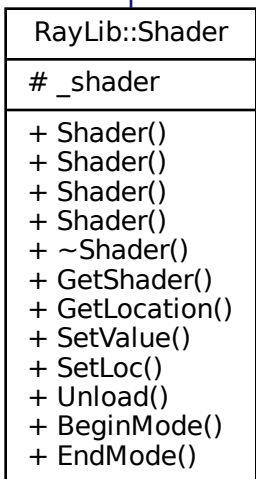 RayLib::Shader
# _shader
+ Shader()
+ Shader()
+ Shader()
+ Shader()
+ ~Shader()
+ GetShader()
+ GetLocation()
+ SetValue()
+ SetLoc()
+ Unload()
+ BeginMode()
+ EndMode()